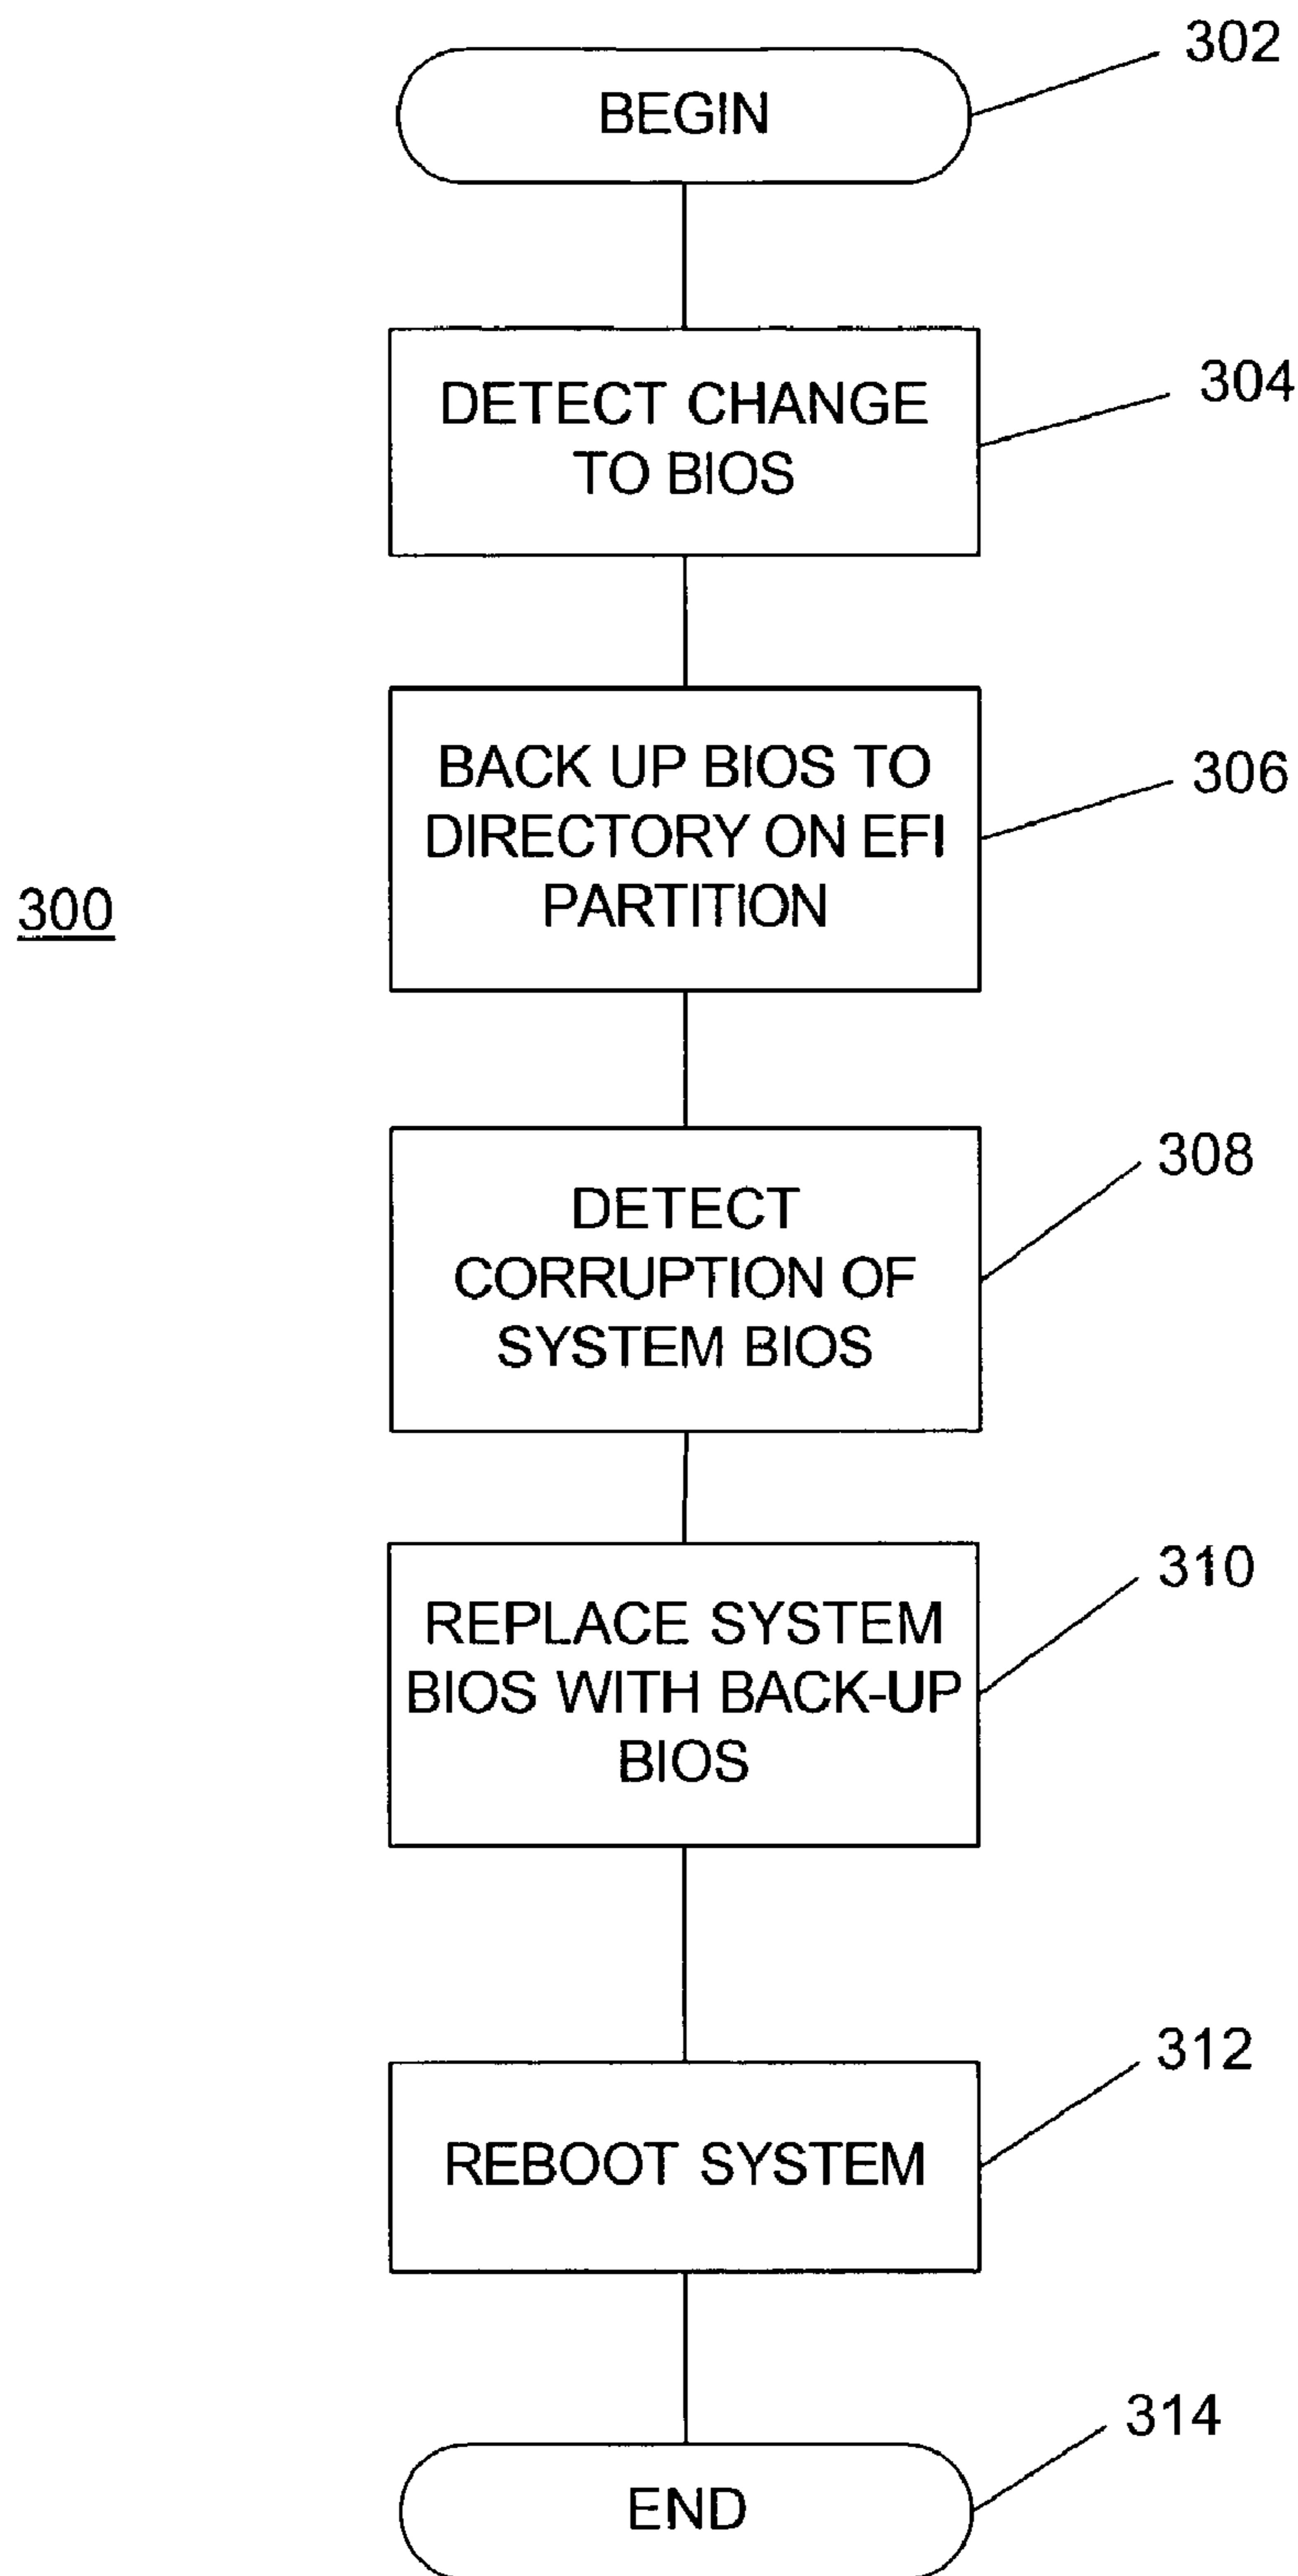 302
BEGIN
304
DETECT CHANGE
TO BIOS
306
BACK UP BIOS TO
DIRECTORY ON EFI
PARTITION
300
308
DETECT
CORRUPTION OF
SYSTEM BIOS
310
REPLACE SYSTEM
BIOS WITH BACK-UP
BIOS
312
REBOOT SYSTEM
314
END